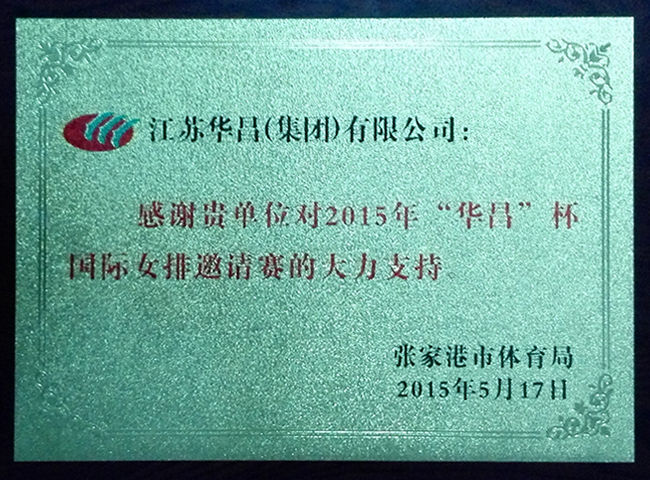 江苏华昌(集团)有限公司:
感谢贵单位对2015年“华昌”杯
国际女排邀请赛的大力支持
张家港市体育局
2015年5月17日